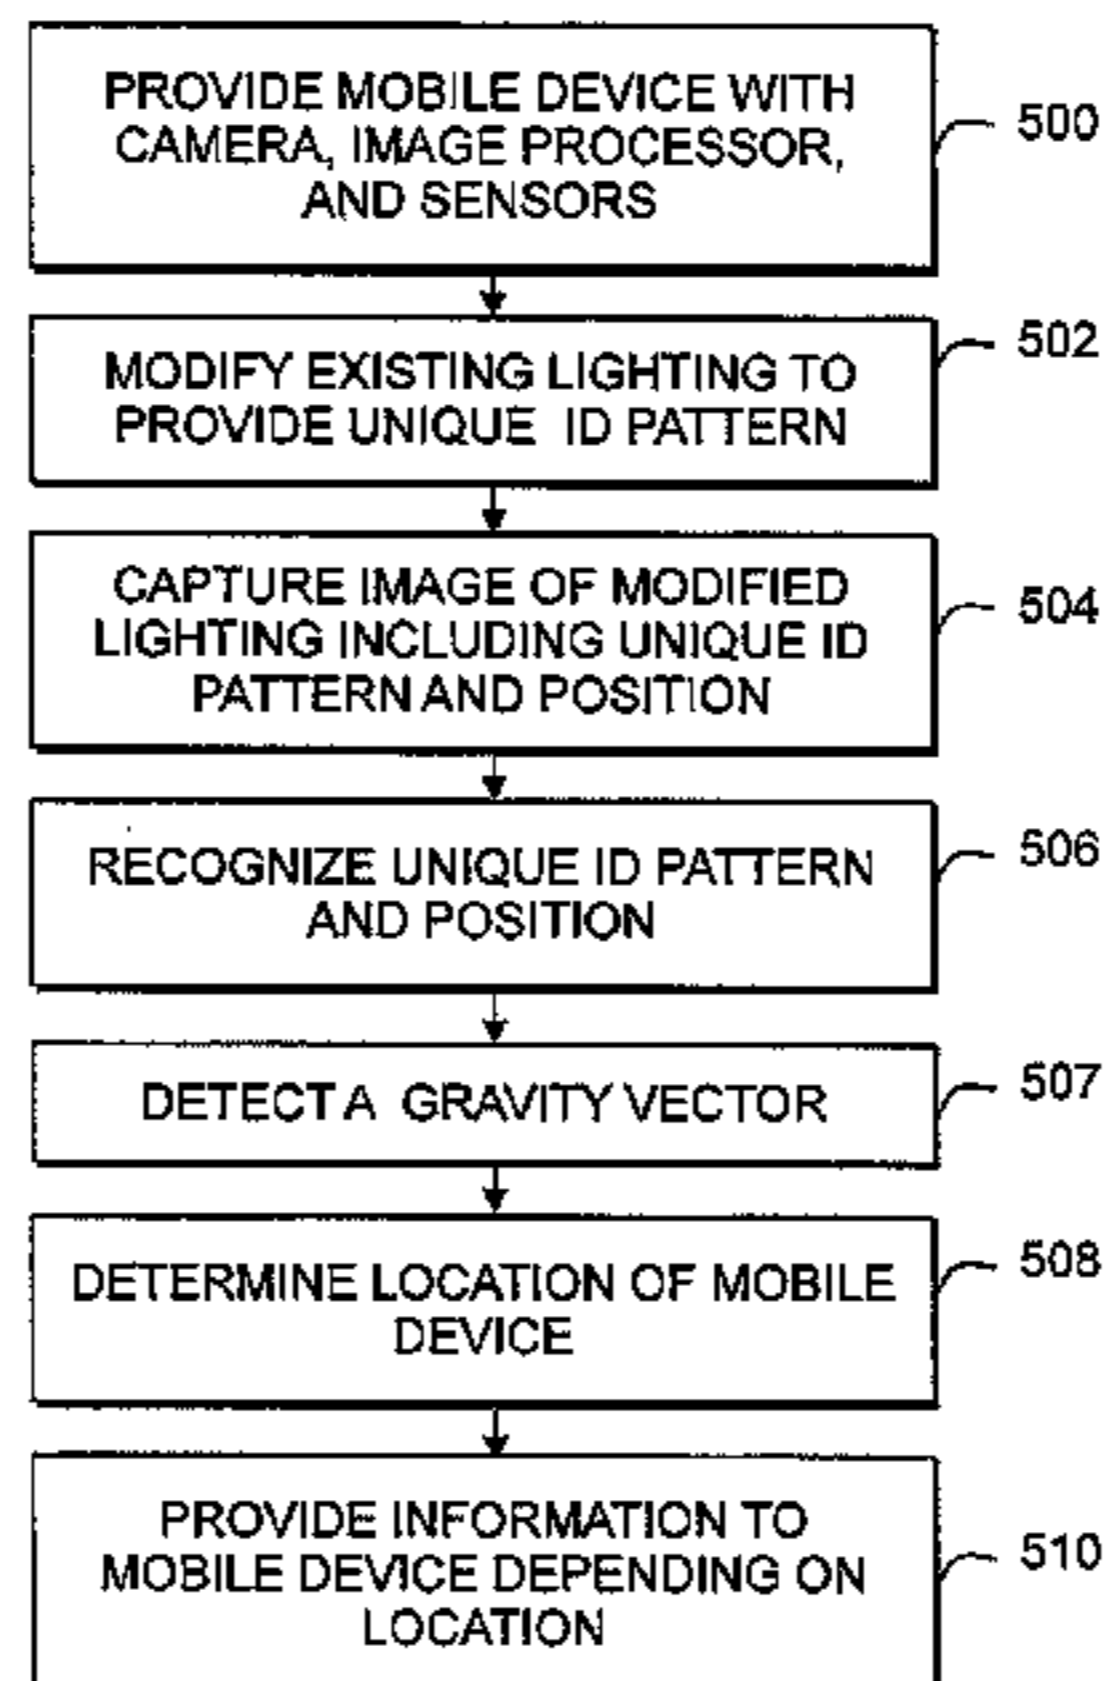 PROVIDE MOBILE DEVICE WITH
CAMERA, IMAGE PROCESSOR,
AND SENSORS
500
MODIFY EXISTING LIGHTING TO
PROVIDE UNIQUE ID PATTERN
502
CAPTURE IMAGE OF MODIFIED
LIGHTING INCLUDING UNIQUE ID
PATTERN AND POSITION
504
RECOGNIZE UNIQUE ID PATTERN
AND POSITION
506
DETECT A GRAVITY VECTOR
507
DETERMINE LOCATION OF MOBILE
DEVICE
508
PROVIDE INFORMATION TO
MOBILE DEVICE DEPENDING ON
LOCATION
510